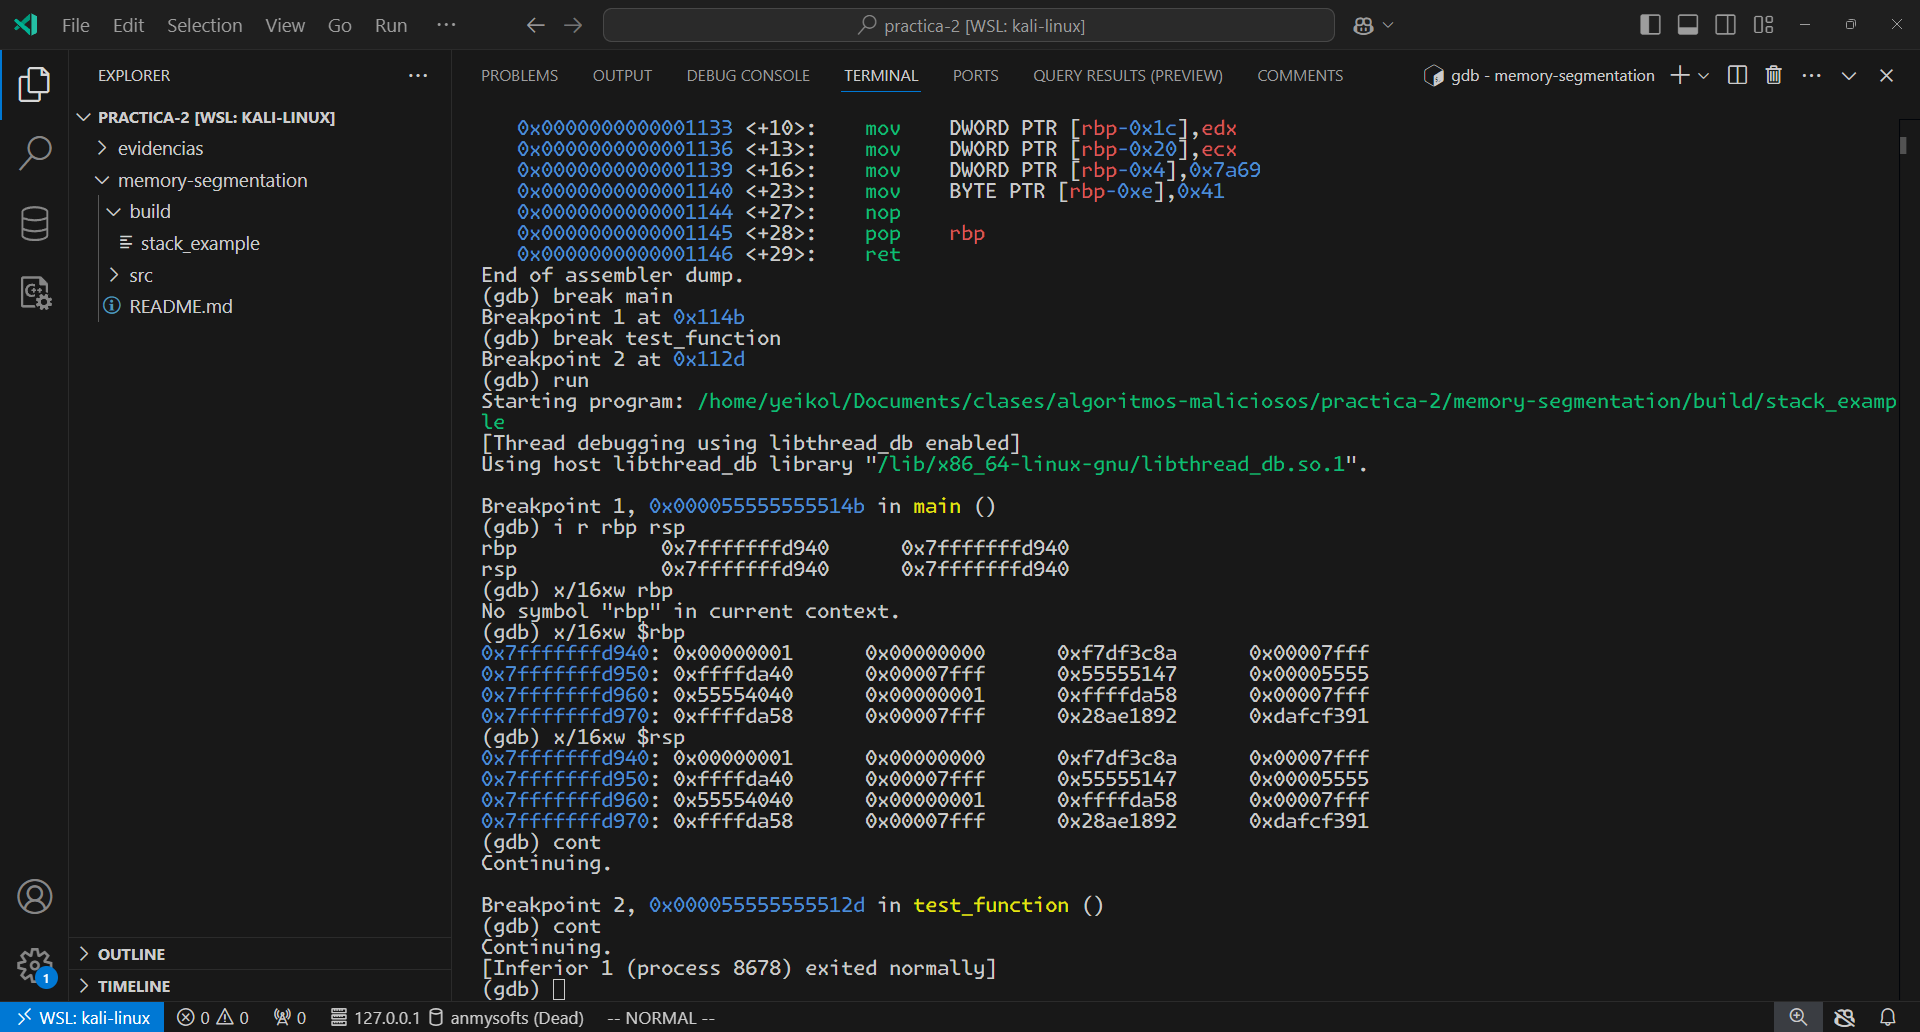 File Edit Selection View Go Run ···
practica-2 [WSL: kali-linux]
EXPLORER
PRACTICA-2 [WSL: KALI-LINUX]
evidencias
memory-segmentation
build
stack_example
src
README.md
OUTLINE
TIMELINE
1
PROBLEMS OUTPUT DEBUG CONSOLE TERMINAL PORTS QUERY RESULTS (PREVIEW) COMMENTS
gdb - memory-segmentation
0x0000000000001133 <+10>: mov DWORD PTR [rbp-0x1c],edx
0x0000000000001136 <+13>: mov DWORD PTR [rbp-0x20],ecx
0x0000000000001139 <+16>: mov DWORD PTR [rbp-0x4],0x7a69
0x0000000000001140 <+23>: mov BYTE PTR [rbp-0xe],0x41
0x0000000000001144 <+27>: nop
0x0000000000001145 <+28>: pop rbp
0x0000000000001146 <+29>: ret
End of assembler dump.
(gdb) break main
Breakpoint 1 at 0x114b
(gdb) break test_function
Breakpoint 2 at 0x112d
(gdb) run
Starting program: /home/yeikol/Documents/clases/algoritmos-maliciosos/practica-2/memory-segmentation/build/stack_examp
le
[Thread debugging using libthread_db enabled]
Using host libthread_db library "/lib/x86_64-linux-gnu/libthread_db.so.1".
Breakpoint 1, 0x000055555555514b in main ()
(gdb) i r rbp rsp
rbp 0x7fffffffd940 0x7fffffffd940
rsp 0x7fffffffd940 0x7fffffffd940
(gdb) x/16xw rbp
No symbol "rbp" in current context.
(gdb) x/16xw $rbp
0x7fffffffd940: 0x00000001 0x00000000 0xf7df3c8a 0x00007fff
0x7fffffffd950: 0xffffda40 0x00007fff 0x55555147 0x00005555
0x7fffffffd960: 0x55554040 0x00000001 0xffffda58 0x00007fff
0x7fffffffd970: 0xffffda58 0x00007fff 0x28ae1892 0xdafcf391
(gdb) x/16xw $rsp
0x7fffffffd940: 0x00000001 0x00000000 0xf7df3c8a 0x00007fff
0x7fffffffd950: 0xffffda40 0x00007fff 0x55555147 0x00005555
0x7fffffffd960: 0x55554040 0x00000001 0xffffda58 0x00007fff
0x7fffffffd970: 0xffffda58 0x00007fff 0x28ae1892 0xdafcf391
(gdb) cont
Continuing.
Breakpoint 2, 0x000055555555512d in test_function ()
(gdb) cont
Continuing.
[Inferior 1 (process 8678) exited normally]
(gdb)
WSL: kali-linux 0 0 0 127.0.0.1 anmysofts (Dead) -- NORMAL --